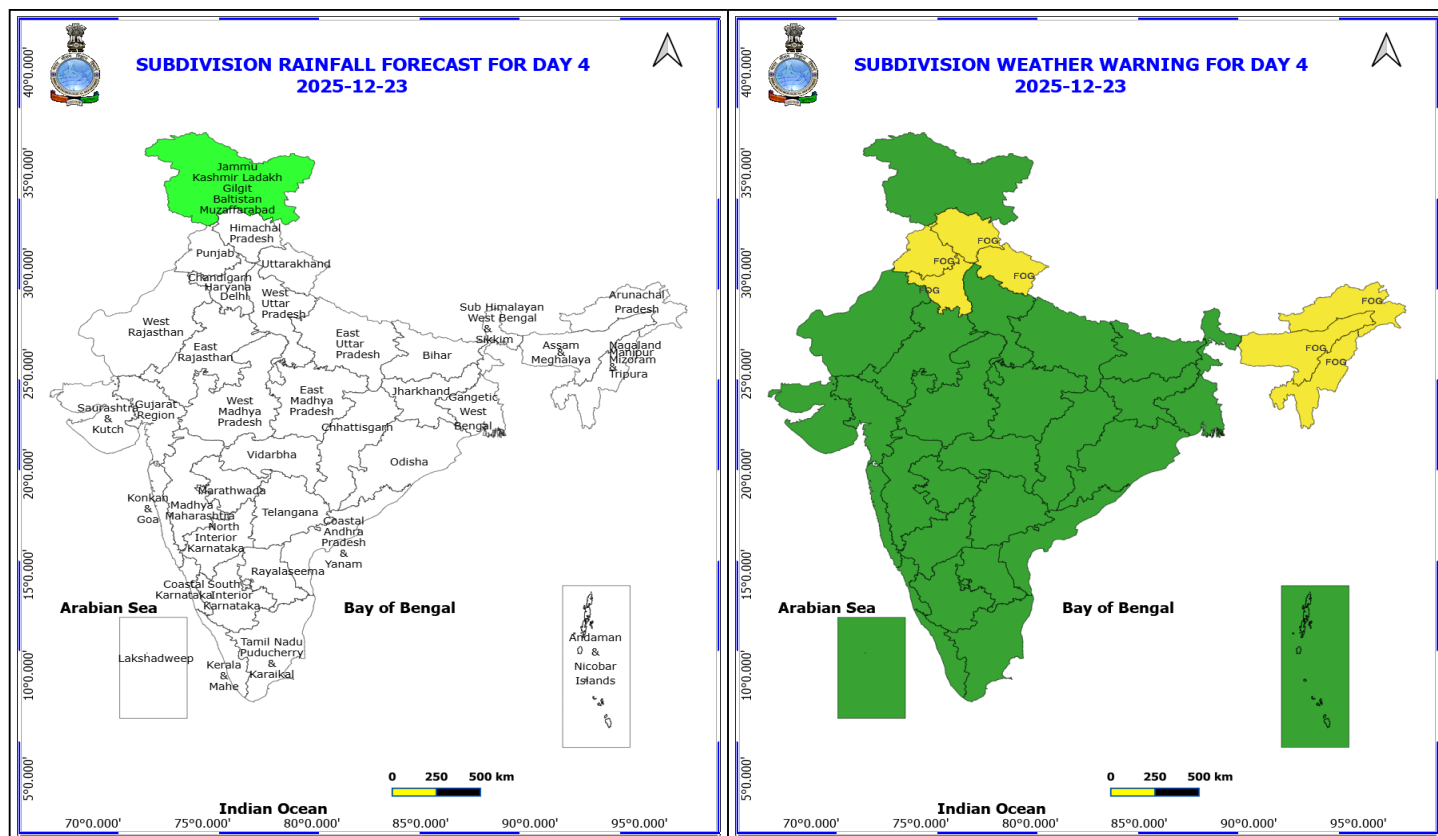 SUBDIVISION RAINFALL FORECAST FOR DAY 4
2025-12-23
40°0.000'
35°0.000'
30°0.000'
25°0.000'
20°0.000'
15°0.000'
10°0.000'
5°0.000'
Jammu
Kashmir Ladakh
Gilgit
Baltistan
Muzaffarabad
Himachal
Pradesh
Punjab
Uttarakhand
Chandigarh
Haryana
Delhi
West
Uttar
Pradesh
Arunachal
Pradesh
Sub Himalayan
West Bengal
&
Sikkim
West
Rajasthan
East
Rajasthan
East
Uttar
Pradesh
Bihar
Assam
&
Meghalaya
Nagaland
Manipur
Mizoram
&
Tripura
Saurashtra
&
Kutch
Gujarat
Region
West
Madhya
Pradesh
East
Madhya
Pradesh
Jharkhand
Gangetic
West
Bengal
Chhattisgarh
Vidarbha
Odisha
Konkan
&
Goa
Madhya
Maharashtra
Marathwada
Telangana
North
Interior
Karnataka
Coastal
Andhra
Pradesh
&
Yanam
Rayalaseema
Coastal
Karnataka
South
Interior
Karnataka
Arabian Sea
Bay of Bengal
Lakshadweep
Kerala
&
Mahe
Tamil Nadu
Puducherry
&
Karaikal
Andaman
&
Nicobar
Islands
0 250 500 km
Indian Ocean
70°0.000' 75°0.000' 80°0.000' 85°0.000' 90°0.000' 95°0.000'
SUBDIVISION WEATHER WARNING FOR DAY 4
2025-12-23
40°0.000'
35°0.000'
30°0.000'
25°0.000'
20°0.000'
15°0.000'
10°0.000'
5°0.000'
FOG
FOG
FOG
FOG
FOG
FOG
FOG
Arabian Sea
Bay of Bengal
0 250 500 km
Indian Ocean
70°0.000' 75°0.000' 80°0.000' 85°0.000' 90°0.000' 95°0.000'